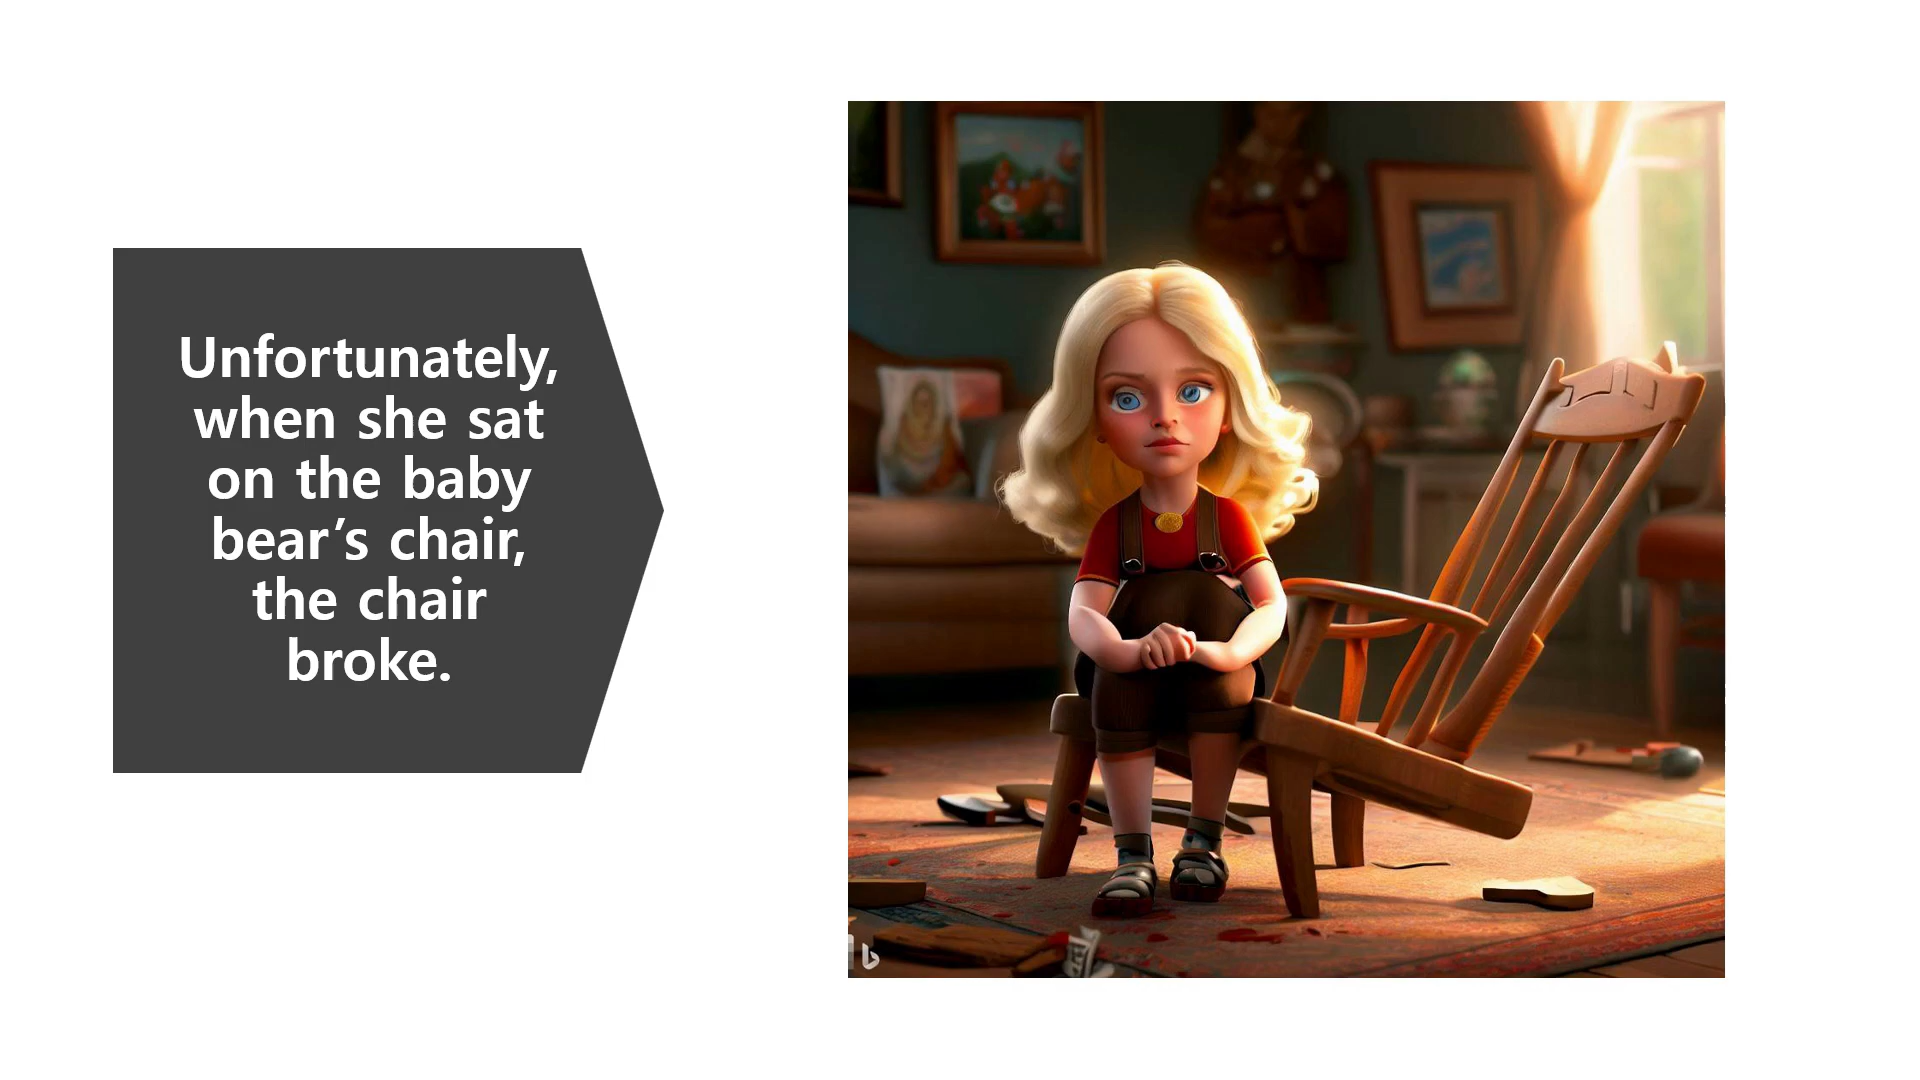 Unfortunately,
when she sat
on the baby
bear’s chair,
the chair
broke.